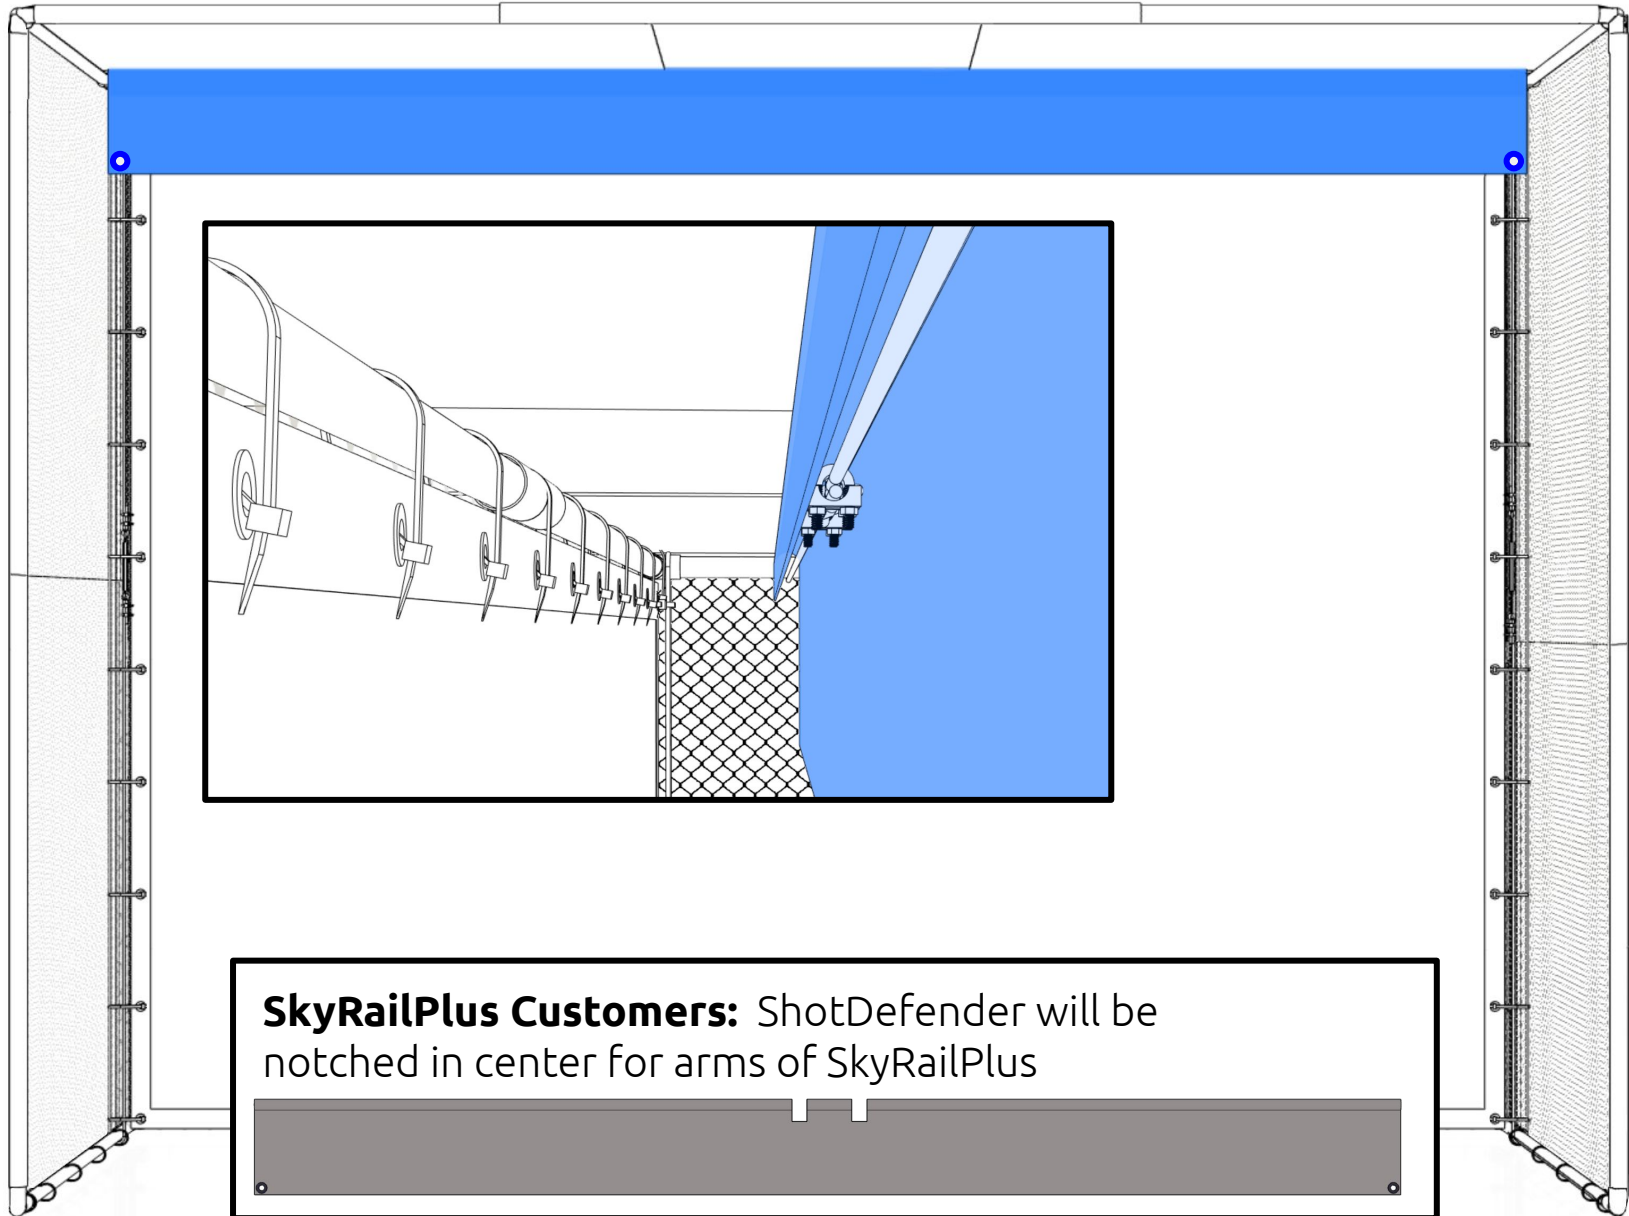 SkyRailPlus Customers: ShotDefender will be
notched in center for arms of SkyRailPlus